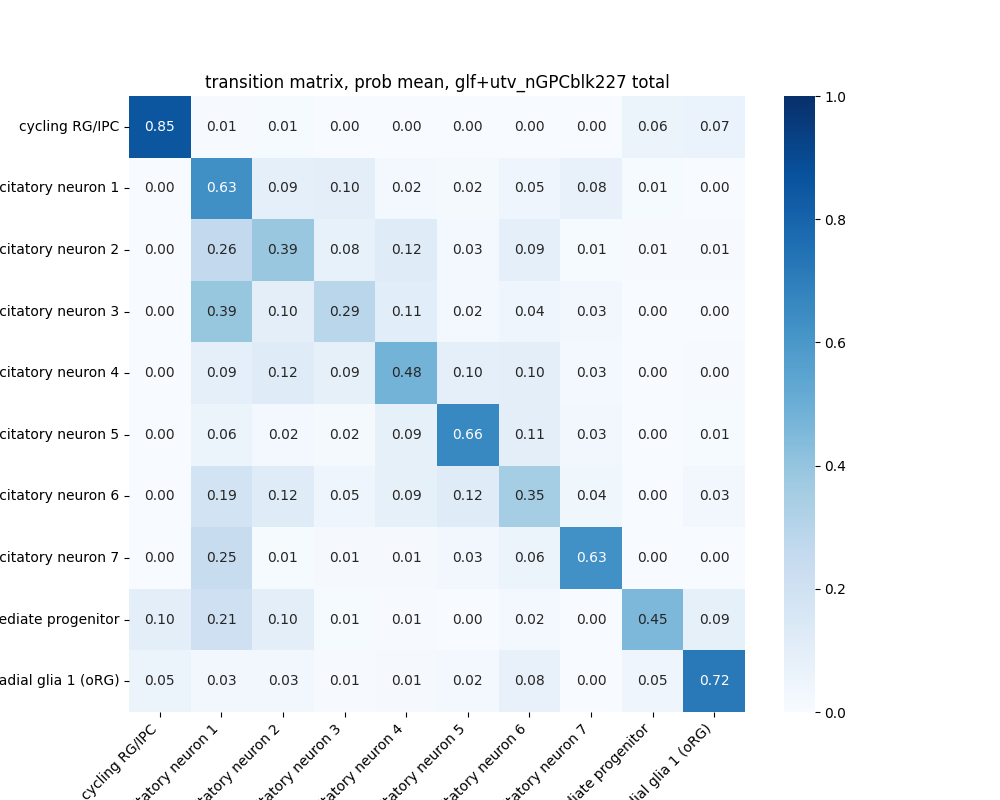 transition matrix, prob mean, glf+utv_nGPCblk227 total
1.0
cycling RG/IPC 0.85 0.01 0.01 0.00 0.00 0.00 0.00 0.00 0.06 0.07
citatory neuron 1 0.00 0.63 0.09 0.10 0.02 0.02 0.05 0.08 0.01 0.00
0.8
citatory neuron 2 0.00 0.26 0.39 0.08 0.12 0.03 0.09 0.01 0.01 0.01
citatory neuron 3 0.00 0.39 0.10 0.29 0.11 0.02 0.04 0.03 0.00 0.00
0.6
citatory neuron 4 0.00 0.09 0.12 0.09 0.48 0.10 0.10 0.03 0.00 0.00
citatory neuron 5 0.00 0.06 0.02 0.02 0.09 0.66 0.11 0.03 0.00 0.01
0.4
citatory neuron 6 0.00 0.19 0.12 0.05 0.09 0.12 0.35 0.04 0.00 0.03
citatory neuron 7 0.00 0.25 0.01 0.01 0.01 0.03 0.06 0.63 0.00 0.00
0.2
ediate progenitor 0.10 0.21 0.10 0.01 0.01 0.00 0.02 0.00 0.45 0.09
adial glia 1 (oRG) 0.05 0.03 0.03 0.01 0.01 0.02 0.08 0.00 0.05 0.72
0.0
cycling RG/IPC
tatory neuron 1
tatory neuron 2
tatory neuron 3
tatory neuron 4
tatory neuron 5
tatory neuron 6
tatory neuron 7
diate progenitor
dial glia 1 (oRG)